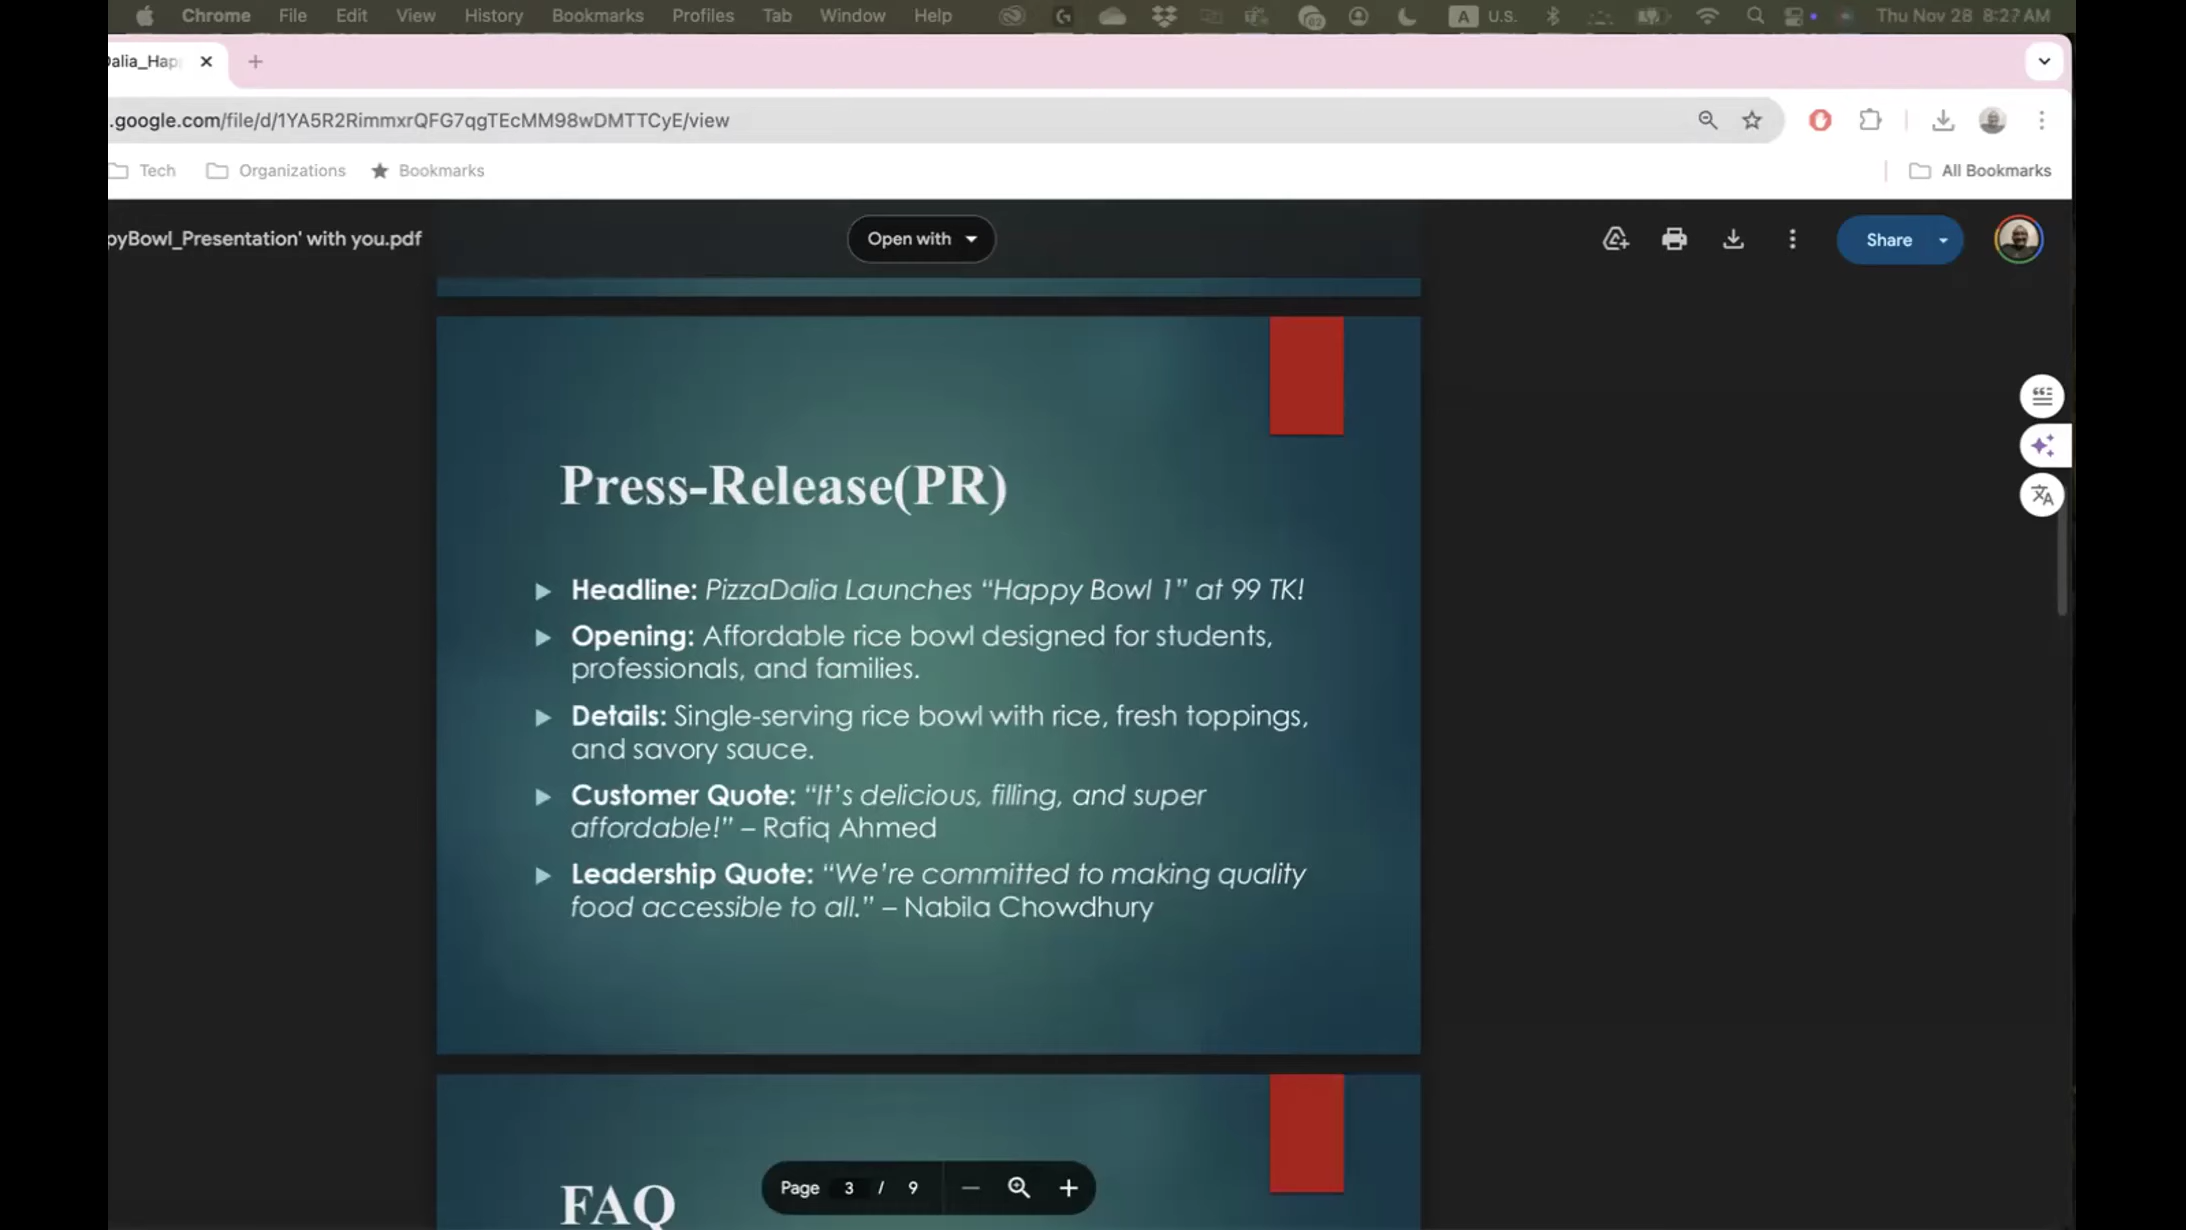 Chrome File Edit View History Bookmarks Profiles Tab Window Help A U.S. Thu Nov 28 8:27 AM
Dalia_Hap
.google.com/file/d/1YA5R2RimmxrQFG7qgTEcMM98wDMTTCyE/view
Tech Organizations Bookmarks All Bookmarks
pyBowl_Presentation' with you.pdf Open with Share
Press-Release(PR)
Headline: PizzaDalia Launches “Happy Bowl 1” at 99 TK!
Opening: Affordable rice bowl designed for students,
professionals, and families.
Details: Single-serving rice bowl with rice, fresh toppings,
and savory sauce.
Customer Quote: “It’s delicious, filling, and super
affordable!” – Rafiq Ahmed
Leadership Quote: “We’re committed to making quality
food accessible to all.” – Nabila Chowdhury
FAQ
Page 3 / 9